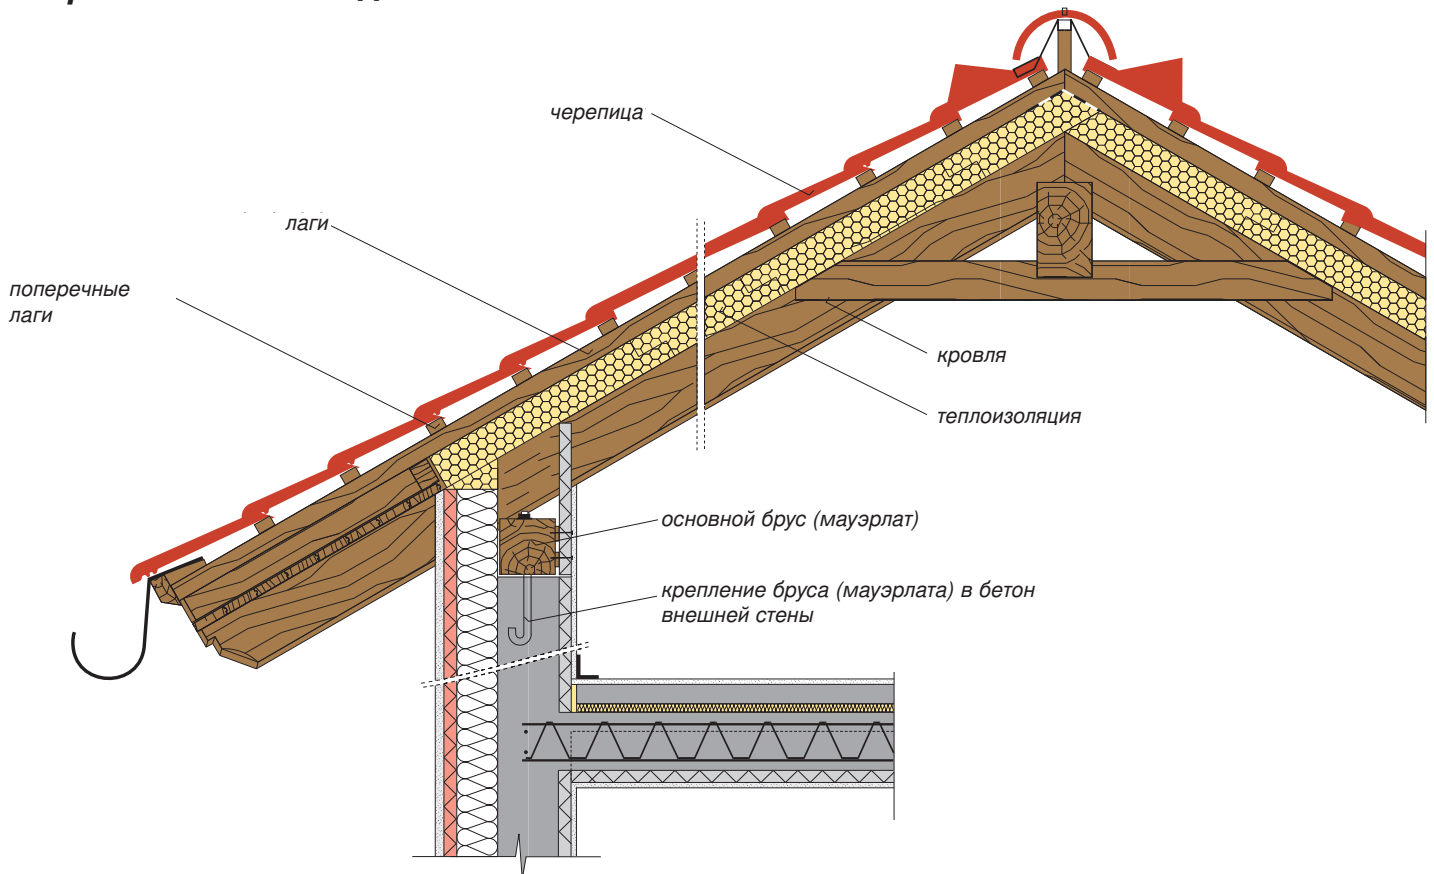 черепица
лаги
поперечные
лаги
кровля
теплоизоляция
основной брус (мауэрлат)
крепление бруса (мауэрлата) в бетон
внешней стены